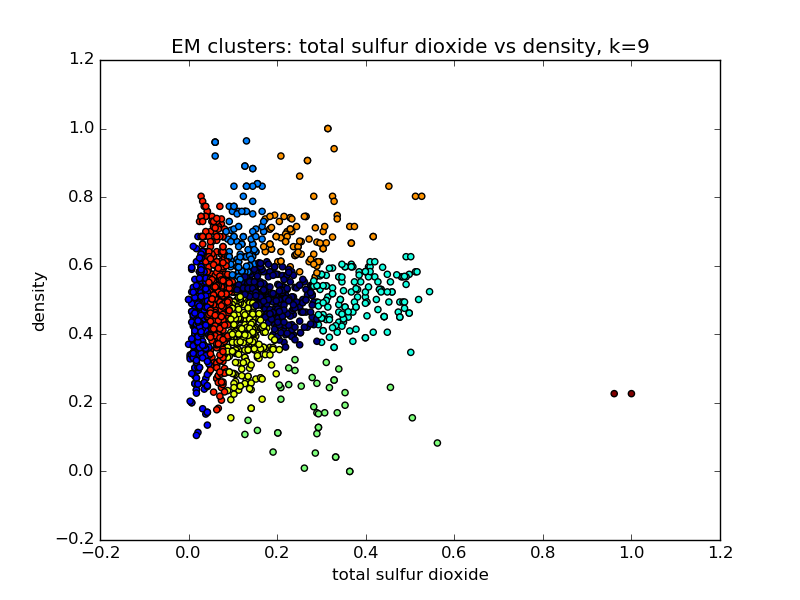 EM clusters: total sulfur dioxide vs density, k=9
1.2
1.0
0.8
0.6
0.4
0.2
0.0
−0.2
density
−0.2 0.0 0.2 0.4 0.6 0.8 1.0 1.2
total sulfur dioxide